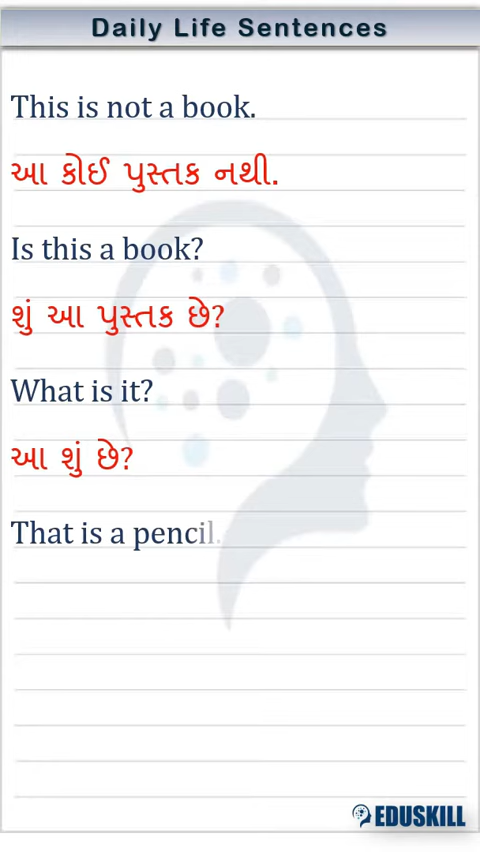 Daily Life Sentences
This is not a book.
આ કોઈ પુસ્તક નથી.
Is this a book?
શું આ પુસ્તક છે?
What is it?
આ શું છે?
That is a pencil.
EDUSKILL